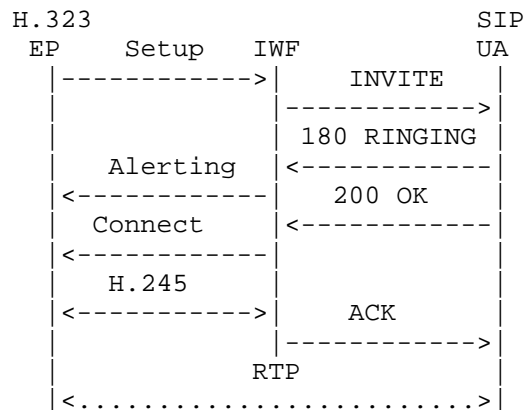 H.323 SIP
EP Setup IWF UA
INVITE
180 RINGING
Alerting
200 OK
Connect
H.245
ACK
RTP